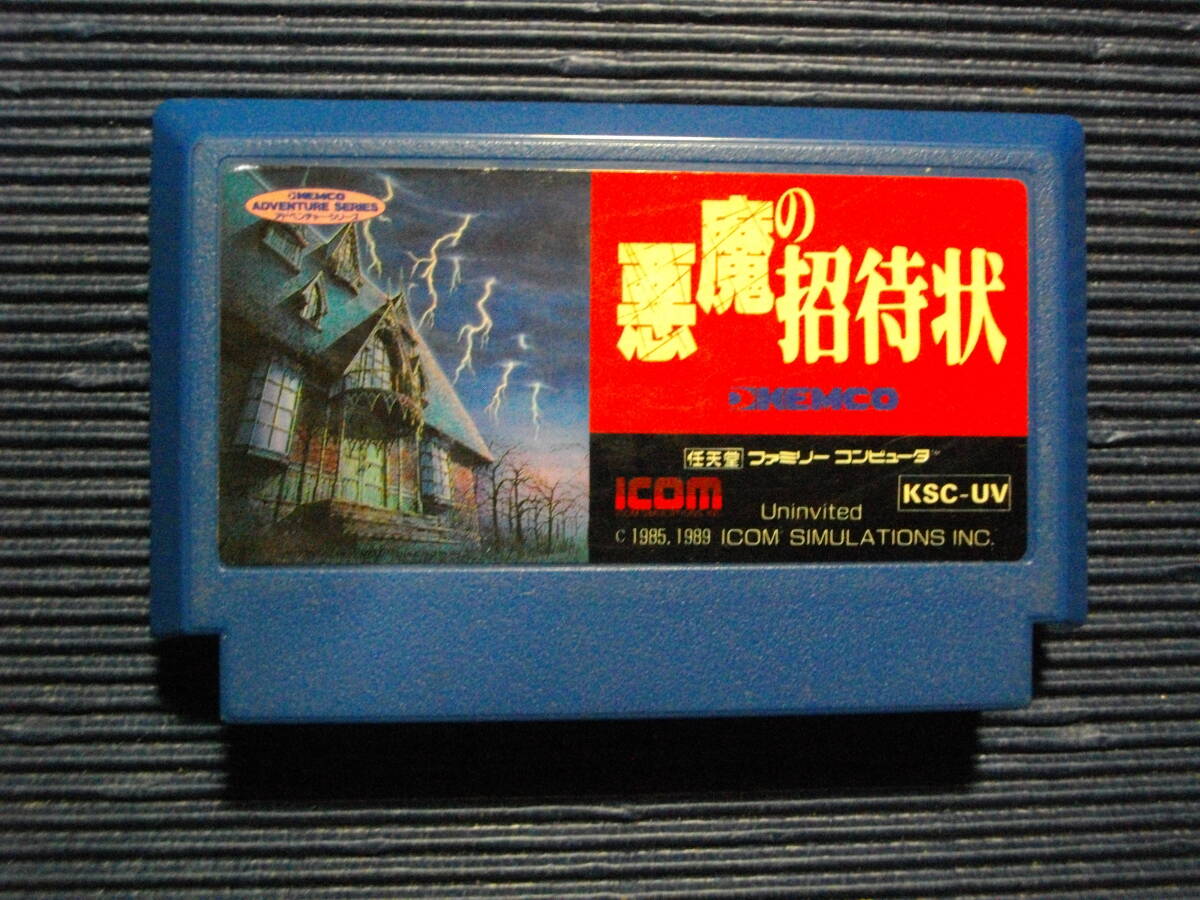 KEMCO
ADVENTURE SERIES
アドベンチャーシリーズ
悪魔の
招待状
KEMCO
任天堂 ファミリー コンピュータ
ICOM
Uninvited
KSC-UV
© 1985, 1989 ICOM SIMULATIONS INC.